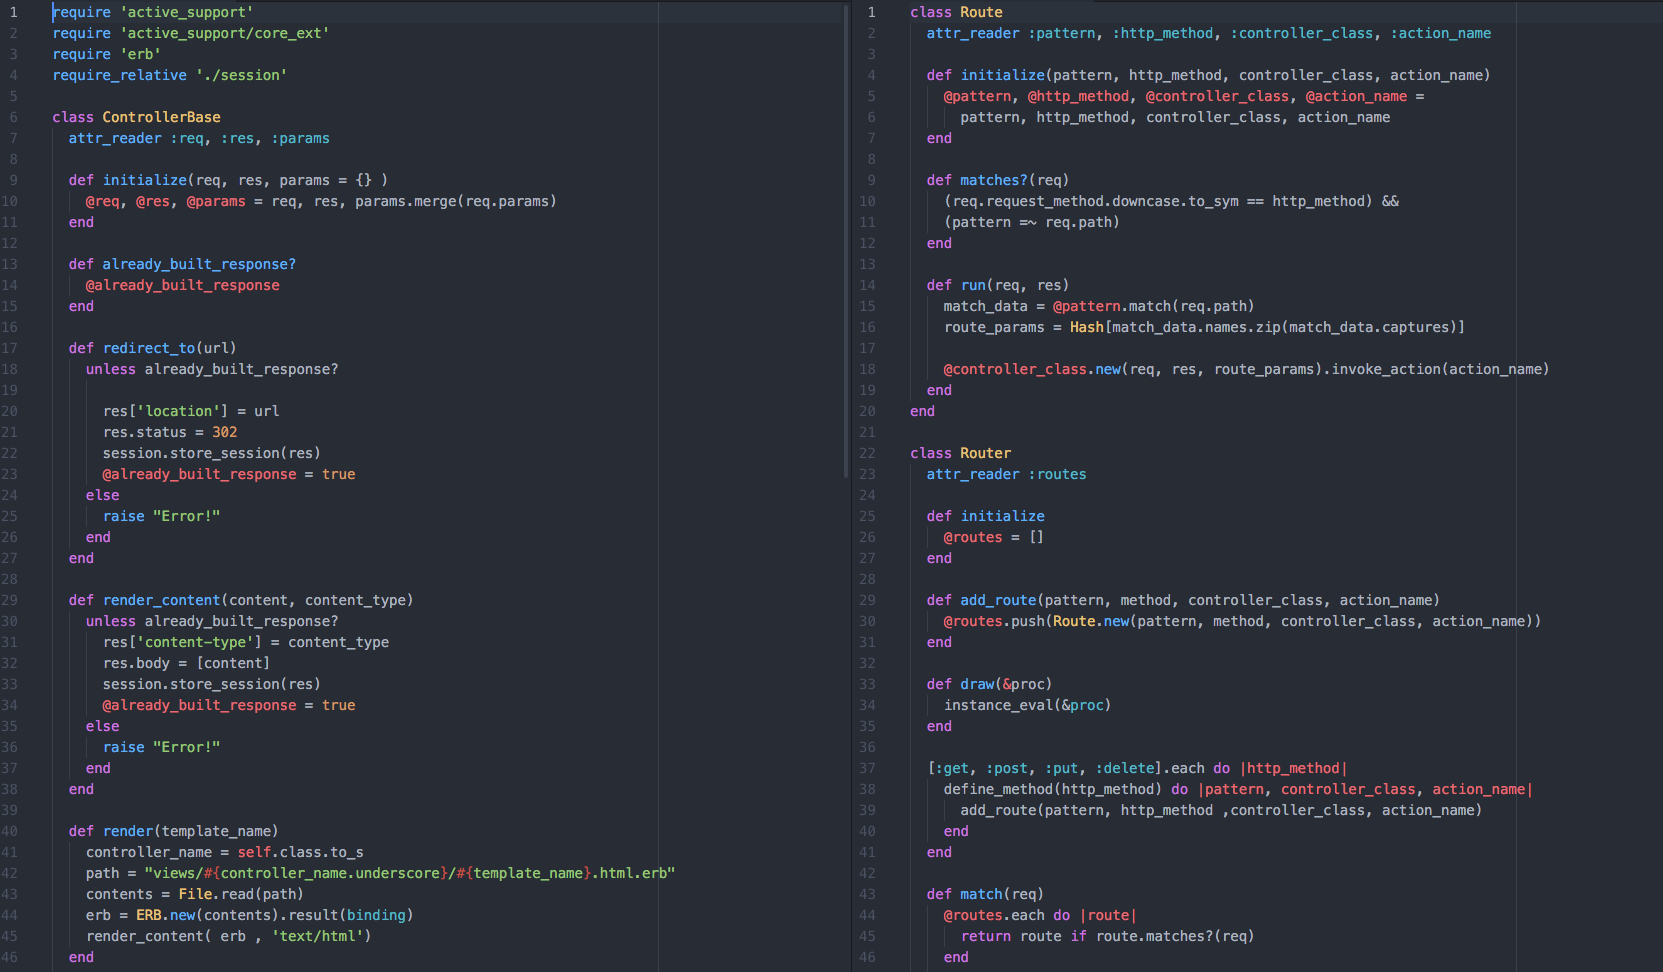 1 require 'active_support'
2 require 'active_support/core_ext'
3 require 'erb'
4 require_relative './session'
5
6 class ControllerBase
7   attr_reader :req, :res, :params
8
9   def initialize(req, res, params = {} )
10     @req, @res, @params = req, res, params.merge(req.params)
11   end
12
13   def already_built_response?
14     @already_built_response
15   end
16
17   def redirect_to(url)
18     unless already_built_response?
19
20       res['location'] = url
21       res.status = 302
22       session.store_session(res)
23       @already_built_response = true
24     else
25       raise "Error!"
26     end
27   end
28
29   def render_content(content, content_type)
30     unless already_built_response?
31       res['content-type'] = content_type
32       res.body = [content]
33       session.store_session(res)
34       @already_built_response = true
35     else
36       raise "Error!"
37     end
38   end
39
40   def render(template_name)
41     controller_name = self.class.to_s
42     path = "views/#{controller_name.underscore}/#{template_name}.html.erb"
43     contents = File.read(path)
44     erb = ERB.new(contents).result(binding)
45     render_content( erb , 'text/html')
46   end
1 class Route
2   attr_reader :pattern, :http_method, :controller_class, :action_name
3
4   def initialize(pattern, http_method, controller_class, action_name)
5     @pattern, @http_method, @controller_class, @action_name =
6       pattern, http_method, controller_class, action_name
7   end
8
9   def matches?(req)
10     (req.request_method.downcase.to_sym == http_method) &&
11     (pattern =~ req.path)
12   end
13
14   def run(req, res)
15     match_data = @pattern.match(req.path)
16     route_params = Hash[match_data.names.zip(match_data.captures)]
17
18     @controller_class.new(req, res, route_params).invoke_action(action_name)
19   end
20 end
21
22 class Router
23   attr_reader :routes
24
25   def initialize
26     @routes = []
27   end
28
29   def add_route(pattern, method, controller_class, action_name)
30     @routes.push(Route.new(pattern, method, controller_class, action_name))
31   end
32
33   def draw(&proc)
34     instance_eval(&proc)
35   end
36
37   [:get, :post, :put, :delete].each do |http_method|
38     define_method(http_method) do |pattern, controller_class, action_name|
39       add_route(pattern, http_method ,controller_class, action_name)
40     end
41   end
42
43   def match(req)
44     @routes.each do |route|
45       return route if route.matches?(req)
46     end